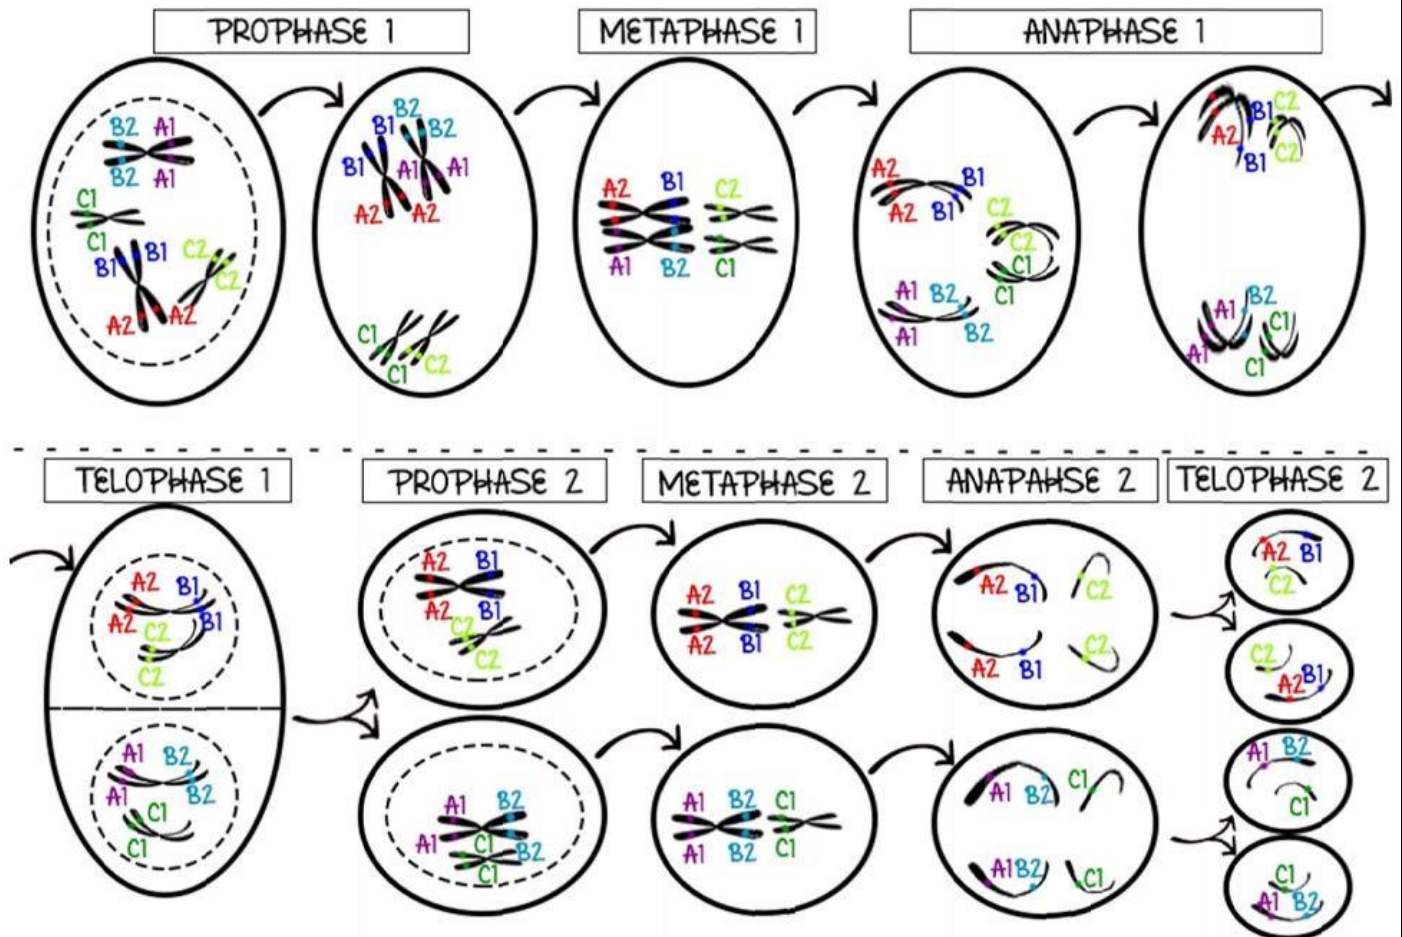 PROPHASE 1
METAPHASE 1
ANAPHASE 1
B2 A1
B2 A1
C1
C1
B1 B1
C2
C2
A2 A2
B2
B1 B2
B1 A1 A1
A2 A2
C1
C1 C2
A2 B1 C2
A1 B2 C1
A2 B1
A2 B1
C2
C2
C1
C1
A1 B2
A1 B2
B1 C2
A2 C2
B1
B2
A1 C1
A1 C1
TELOPHASE 1
PROPHASE 2
METAPHASE 2
ANAPAHSE 2
TELOPHASE 2
A2 B1
A2 B1
C2
C2
A1 B2
A1 B2
C1
C1
A2 B1
A2 B1
C2
C2
A1 B2
A1 C1 B2
C1
A2 B1 C2
A2 B1 C2
A1 B2 C1
A1 B2 C1
A2 B1 C2
A2 B1 C2
A1 B2 C1
A1 B2 C1
A2 B1
C2
C2
A2 B1
A1 B2
C1
C1
A1 B2